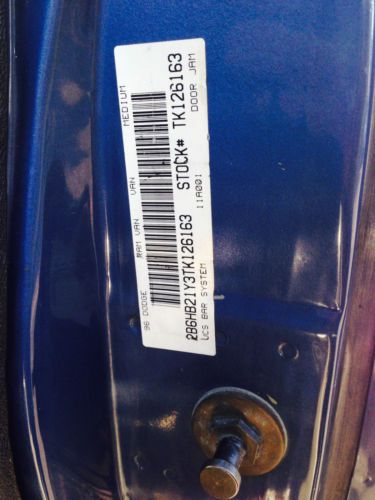 96 DODGE RAM VAN VAN MEDIUM
2B6HB21Y3TK126163 STOCK# TK126163
UCS BAR SYSTEM 11A001 DOOR JAM